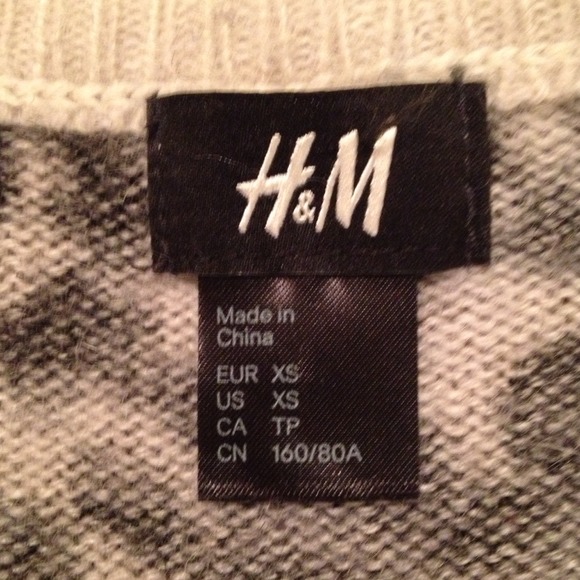 H&M
Made in
China
EUR XS
US XS
CA TP
CN 160/80A